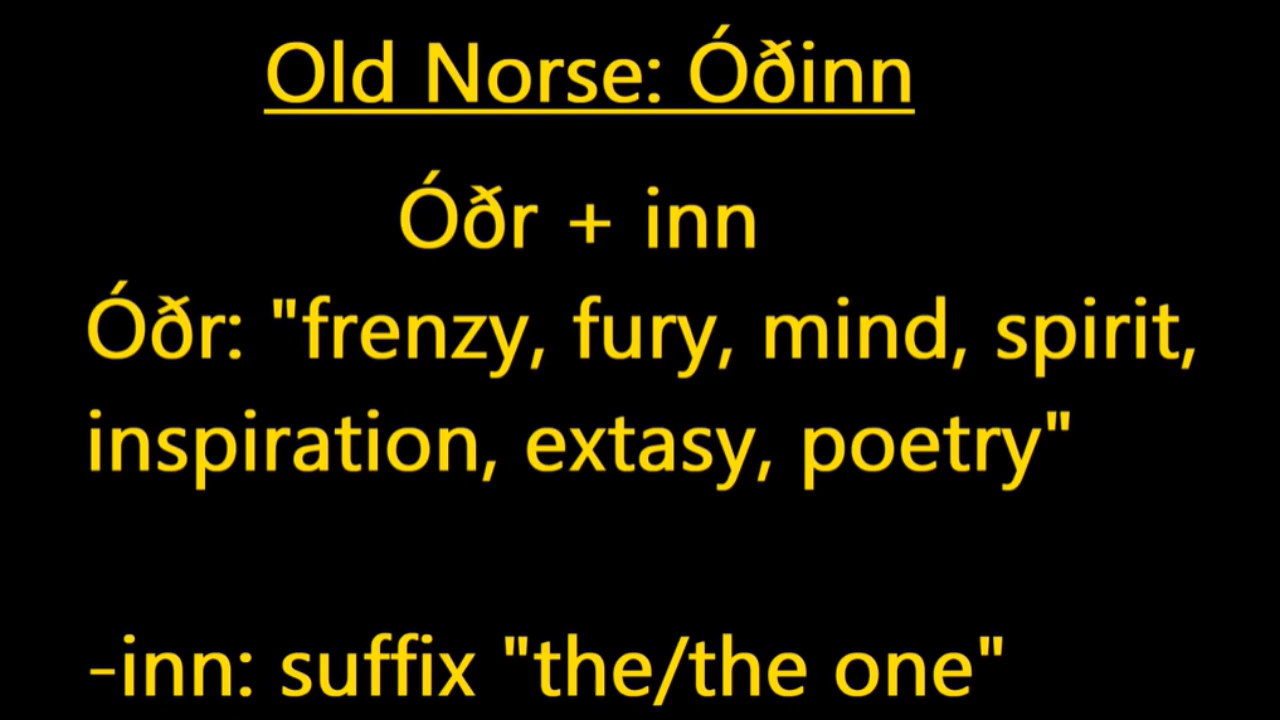 Old Norse: Óðinn
Óðr + inn
Óðr: "frenzy, fury, mind, spirit,
inspiration, extasy, poetry"
-inn: suffix "the/the one"